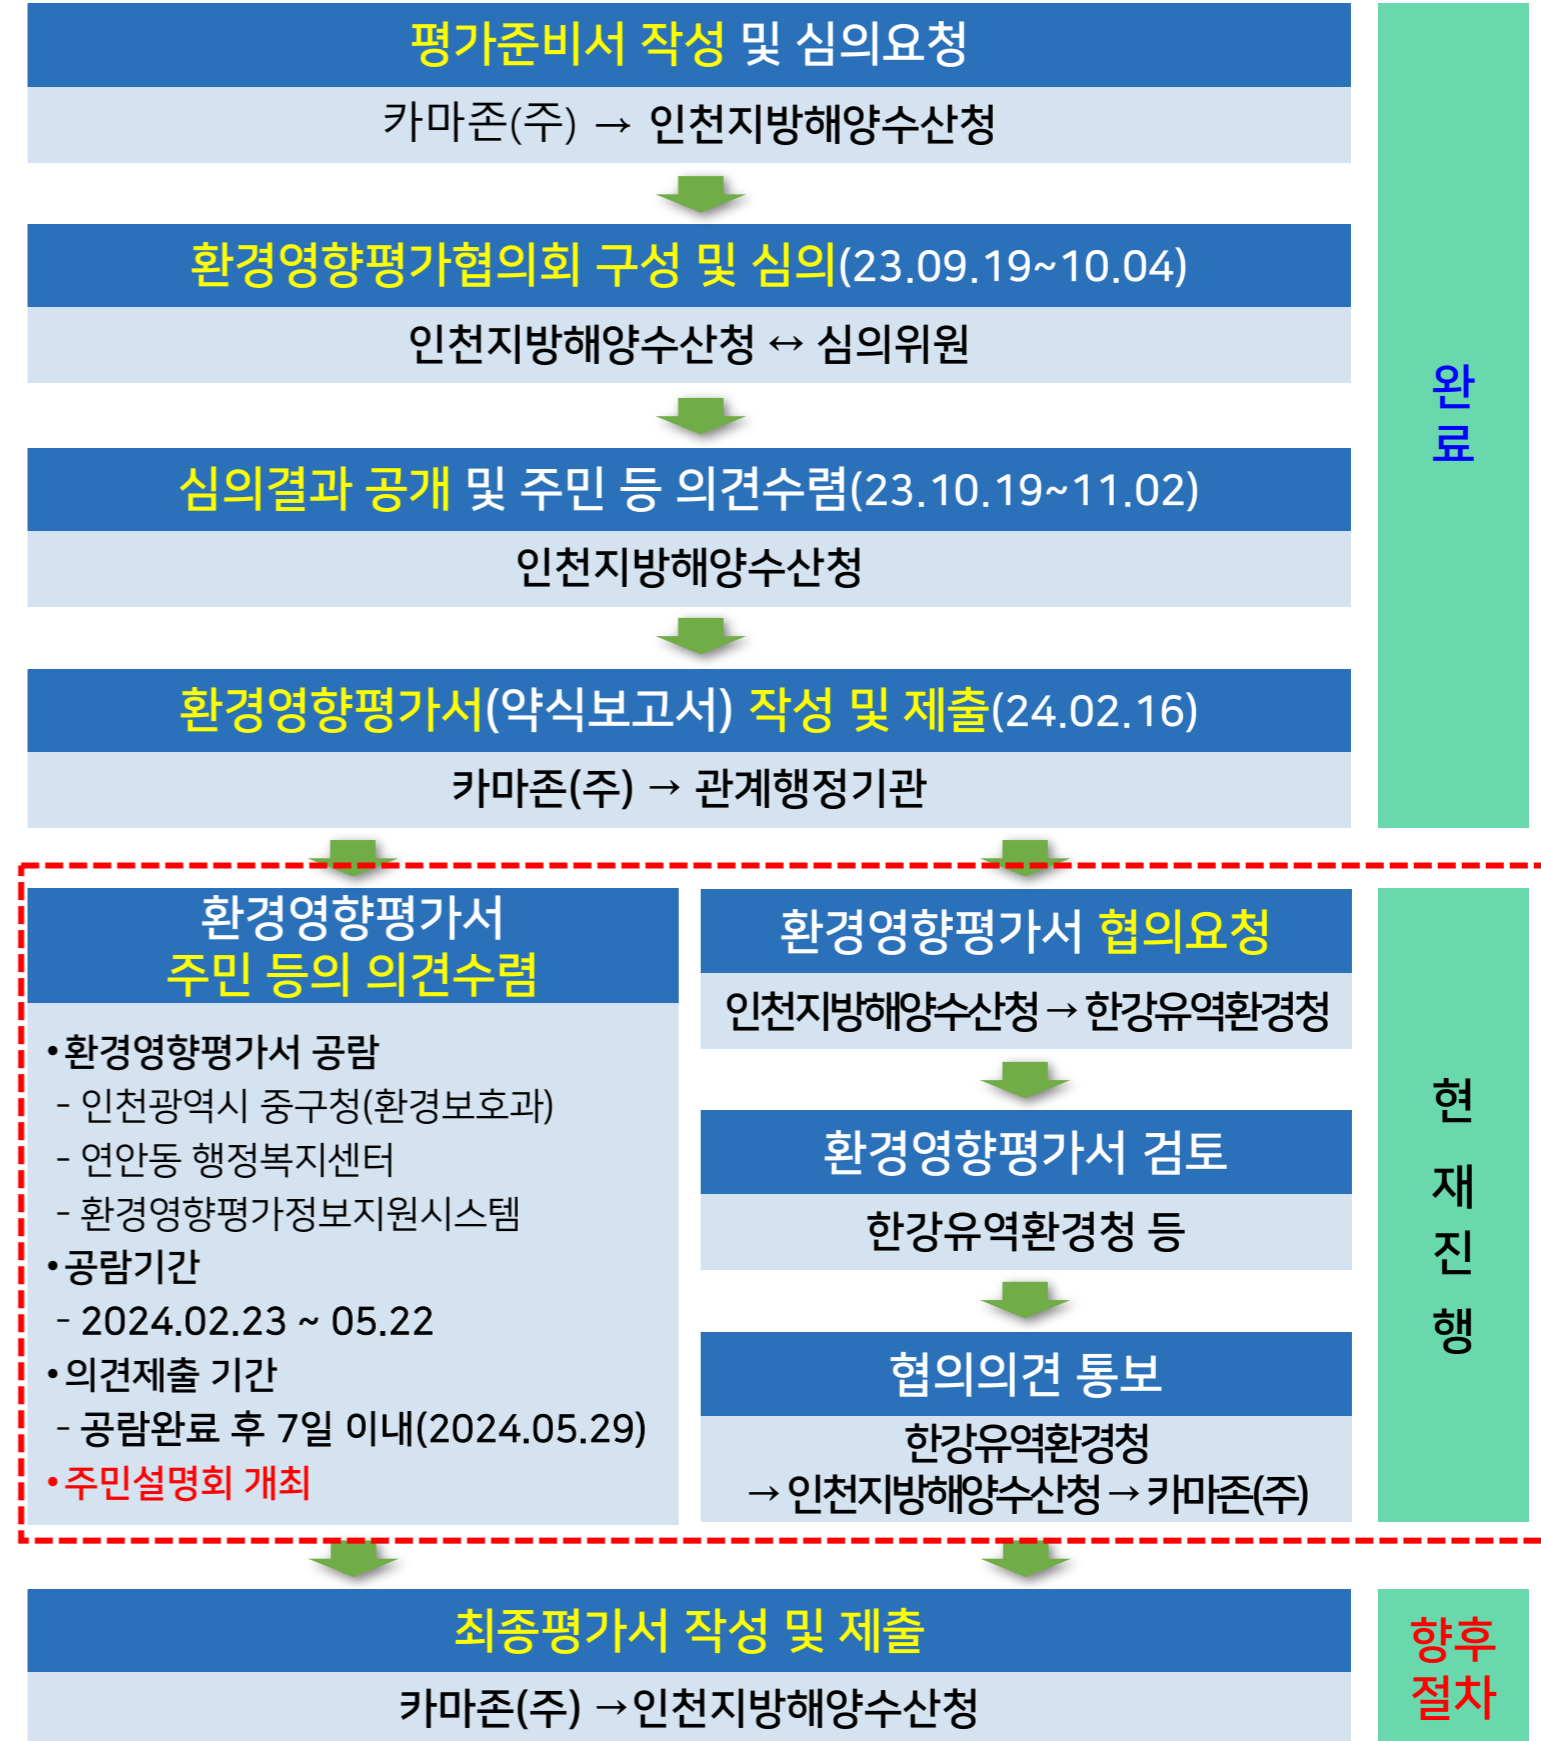 평가준비서 작성 및 심의요청
카마존(주) → 인천지방해양수산청
환경영향평가협의회 구성 및 심의(23.09.19~10.04)
인천지방해양수산청 ↔ 심의위원
심의결과 공개 및 주민 등 의견수렴(23.10.19~11.02)
인천지방해양수산청
환경영향평가서(약식보고서) 작성 및 제출(24.02.16)
카마존(주) → 관계행정기관
완
료
환경영향평가서
주민 등의 의견수렴
•환경영향평가서 공람
- 인천광역시 중구청(환경보호과)
- 연안동 행정복지센터
- 환경영향평가정보지원시스템
•공람기간
- 2024.02.23 ~ 05.22
•의견제출 기간
- 공람완료 후 7일 이내(2024.05.29)
•주민설명회 개최
환경영향평가서 협의요청
인천지방해양수산청 → 한강유역환경청
환경영향평가서 검토
한강유역환경청 등
협의의견 통보
한강유역환경청
→ 인천지방해양수산청 → 카마존(주)
현
재
진
행
최종평가서 작성 및 제출
카마존(주) →인천지방해양수산청
향후
절차